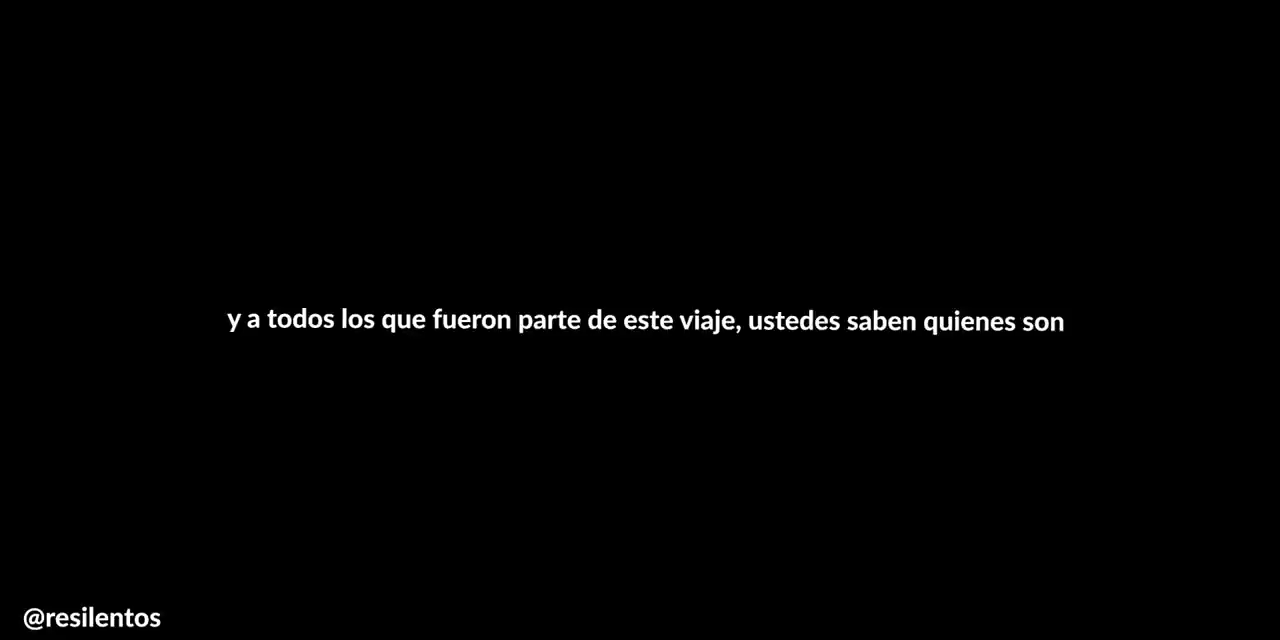 y a todos los que fueron parte de este viaje, ustedes saben quienes son
@resilentos